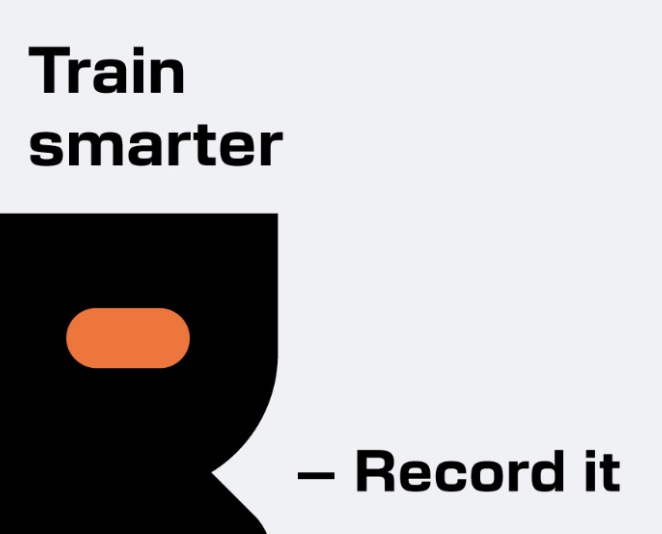 Train
smarter
– Record it